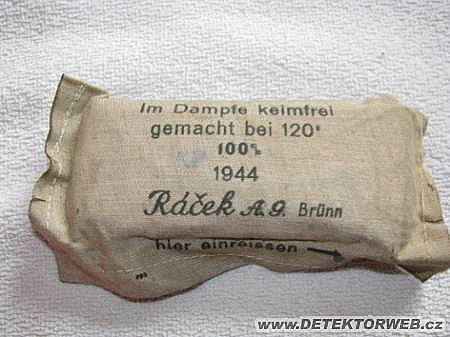 Im Dampfe keimfrei
gemacht bei 120°
100%
1944
Ráček A.G. Brünn
hier einreissen →
www.DETEKTORWEB.cz